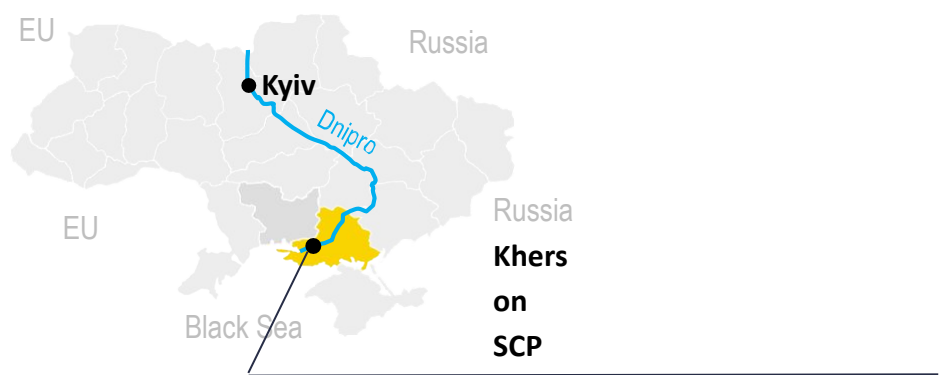 EU
Russia
Kyiv
Dnipro
EU
Russia
Khers
on
SCP
Black Sea